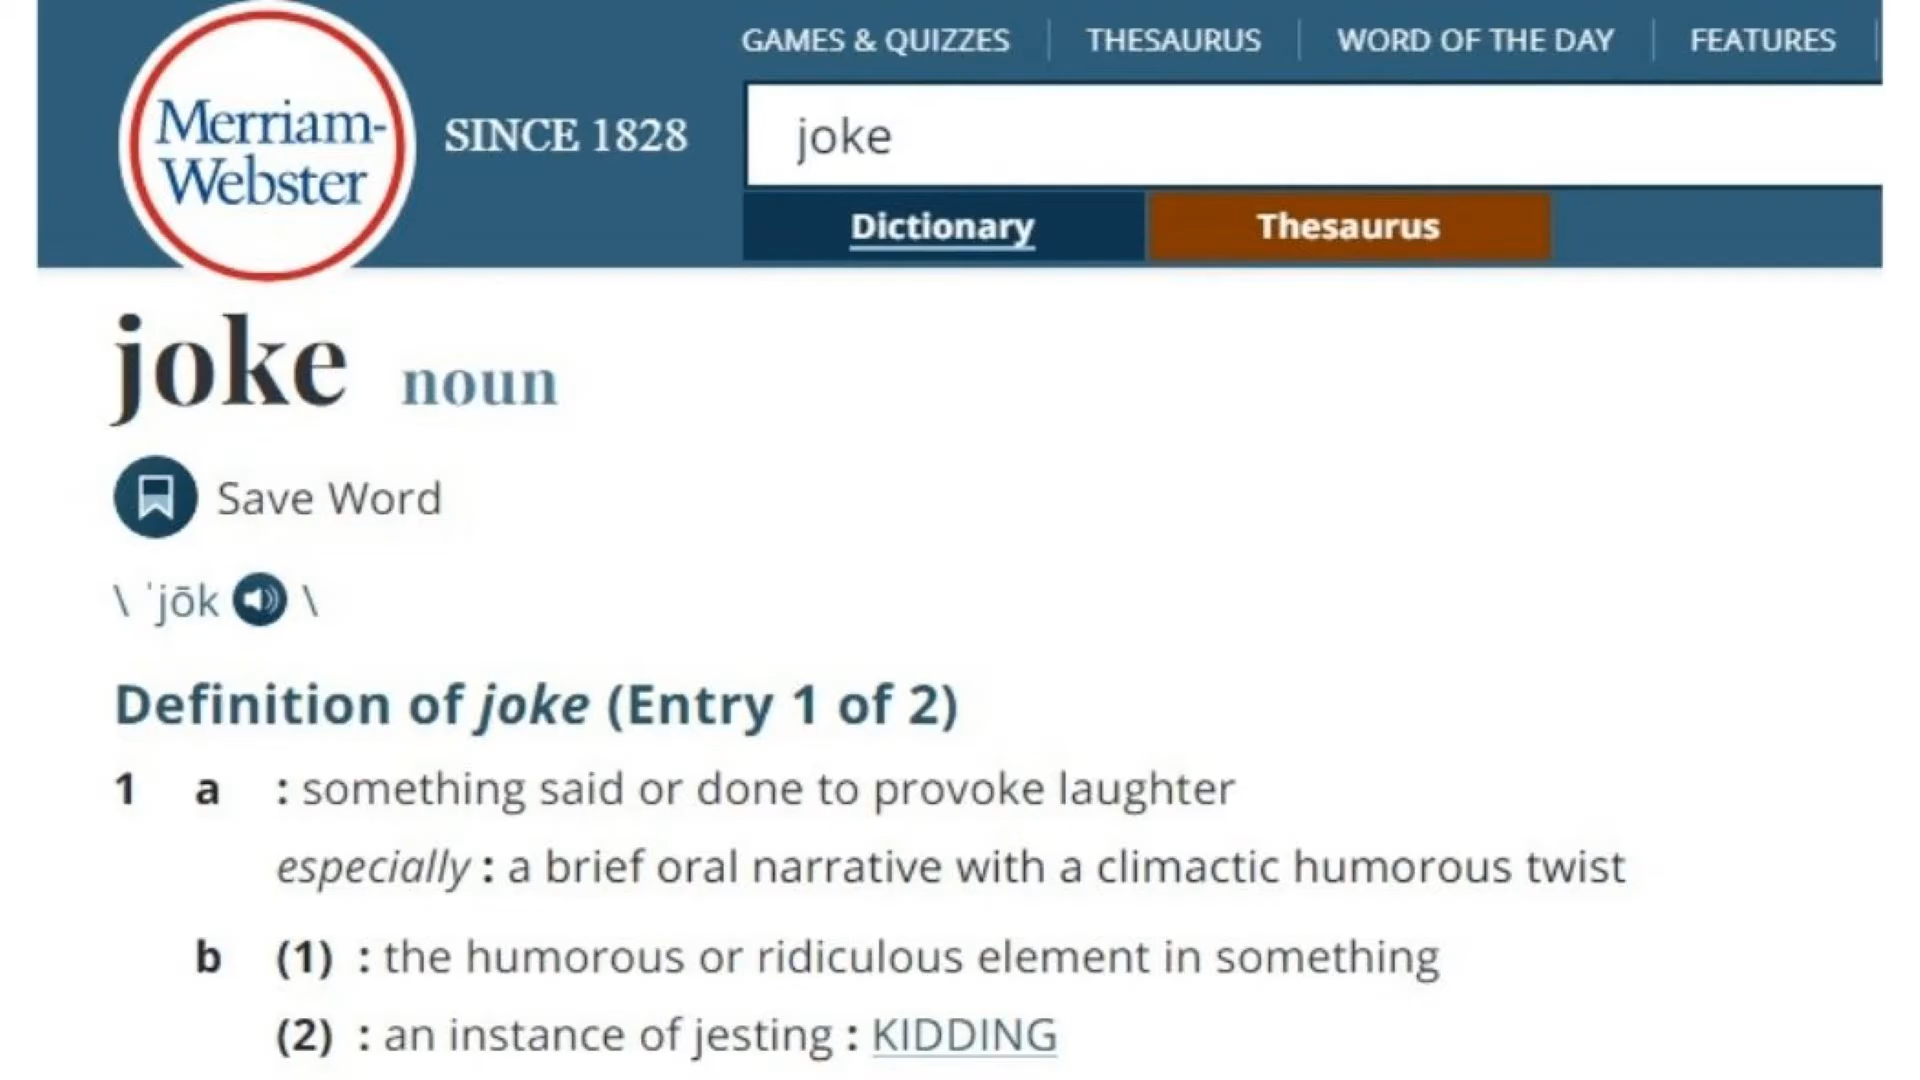 GAMES & QUIZZES | THESAURUS | WORD OF THE DAY | FEATURES |
Merriam-
Webster
SINCE 1828
joke
Dictionary Thesaurus
joke noun
Save Word
\ ˈjōk \
Definition of joke (Entry 1 of 2)
1 a : something said or done to provoke laughter
especially : a brief oral narrative with a climactic humorous twist
b (1) : the humorous or ridiculous element in something
(2) : an instance of jesting : KIDDING